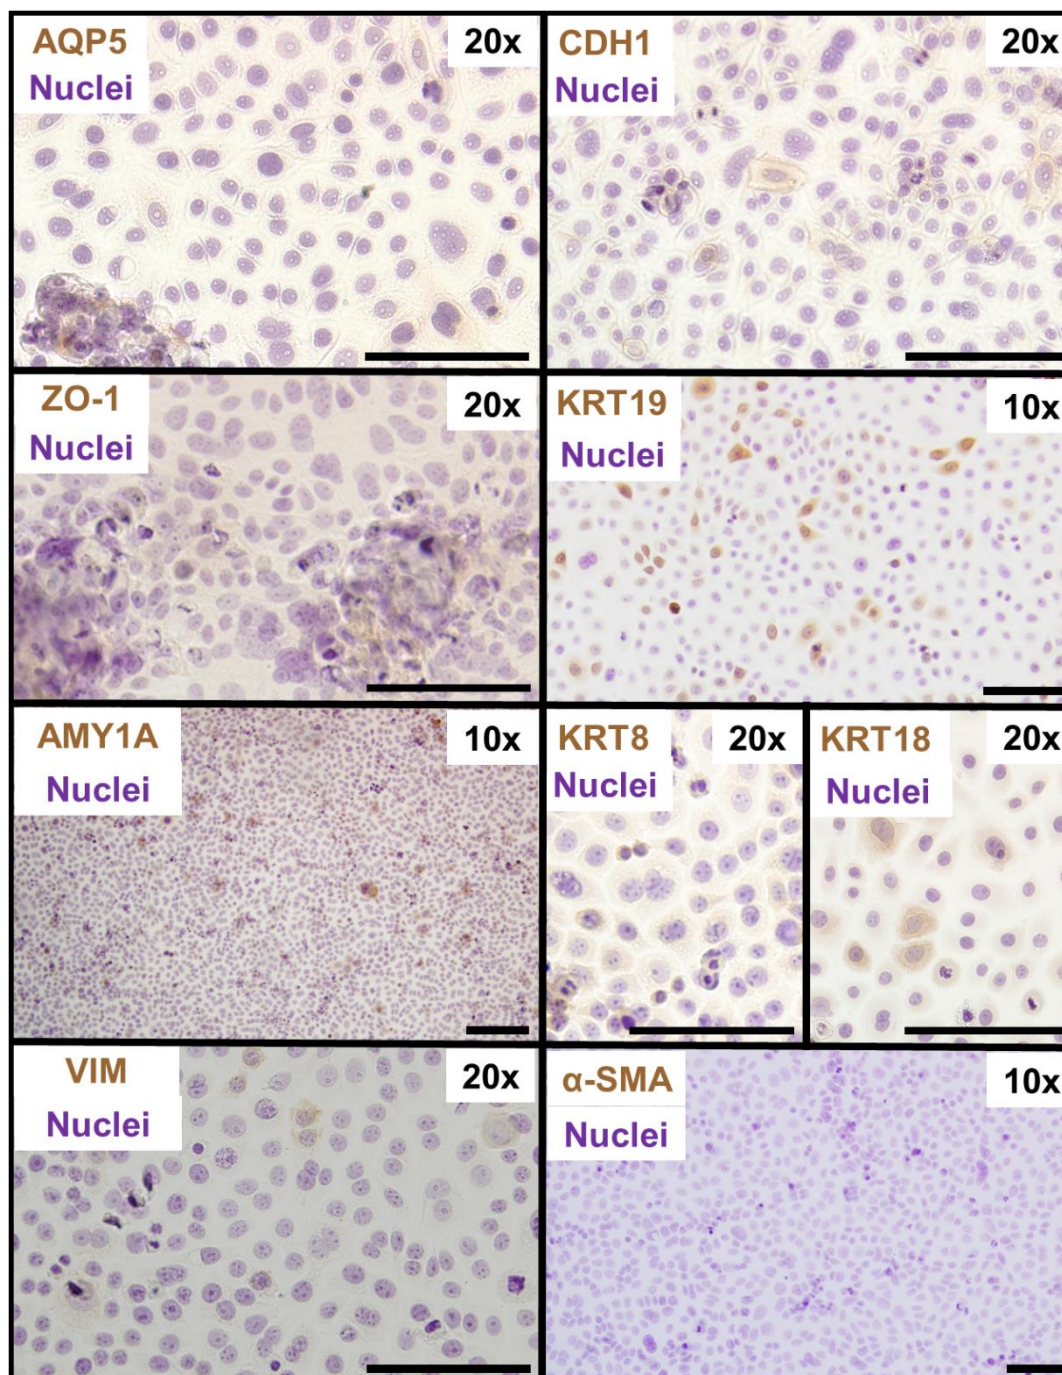 AQP5
Nuclei
20x
CDH1
Nuclei
20x
ZO-1
Nuclei
20x
KRT19
Nuclei
10x
AMY1A
Nuclei
10x
KRT8
Nuclei
20x
KRT18
Nuclei
20x
VIM
Nuclei
20x
α-SMA
Nuclei
10x